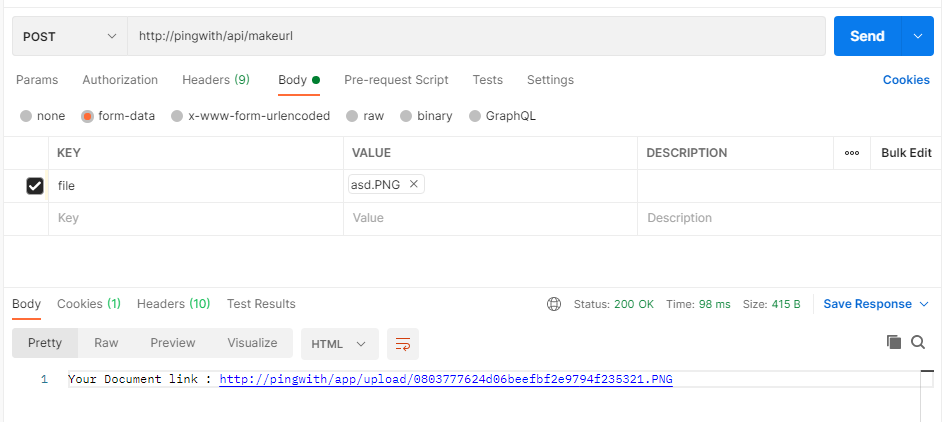 POST http://pingwith/api/makeurl Send
Params Authorization Headers (9) Body Pre-request Script Tests Settings Cookies
none form-data x-www-form-urlencoded raw binary GraphQL
KEY VALUE DESCRIPTION ooo Bulk Edit
file asd.PNG ×
Key Value Description
Body Cookies (1) Headers (10) Test Results Status: 200 OK Time: 98 ms Size: 415 B Save Response
Pretty Raw Preview Visualize HTML
1 Your Document link : http://pingwith/app/upload/0803777624d06beefbf2e9794f235321.PNG